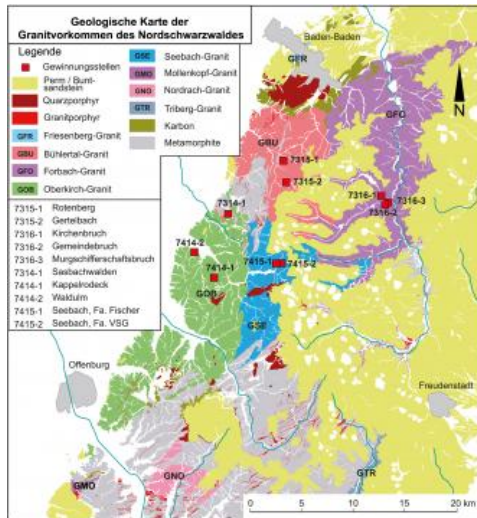 Geologische Karte der
Granitvorkommen des Nordschwarzwaldes
Legende
Gewinnungsstellen
Perm / Bunt-
sandstein
Quarzporphyr
Granitporphyr
GFR Friesenberg-Granit
GBU Bühlertal-Granit
GFO Forbach-Granit
GOB Oberkirch-Granit
GSE Seebach-Granit
GMO Mollenkopf-Granit
GNO Nordrach-Granit
GTR Triberg-Granit
Karbon
Metamorphite
7315-1 Rotenberg
7315-2 Gertelbach
7316-1 Kirchenbruch
7316-2 Gemeindebruch
7316-3 Murgschifferschaftsbruch
7314-1 Sasbachwalden
7414-1 Kappelrodeck
7414-2 Waldulm
7415-1 Seebach, Fa. Fischer
7415-2 Seebach, Fa. VSG
Baden-Baden
GFR
N
GFO
GBU
7315-1
7315-2
7316-1
7316-3
7316-2
7314-1
7414-2
7415-1
7415-2
7414-1
GOB
GSE
Offenburg
Freudenstadt
GNO
GMO
GTR
0 5 10 15 20 km